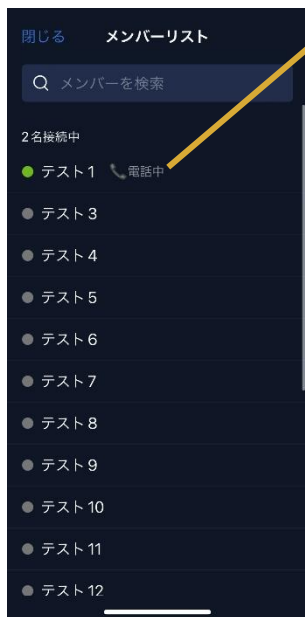 閉じる メンバーリスト
メンバーを検索
2名接続中
テスト1 電話中
テスト3
テスト4
テスト5
テスト6
テスト7
テスト8
テスト9
テスト10
テスト11
テスト12